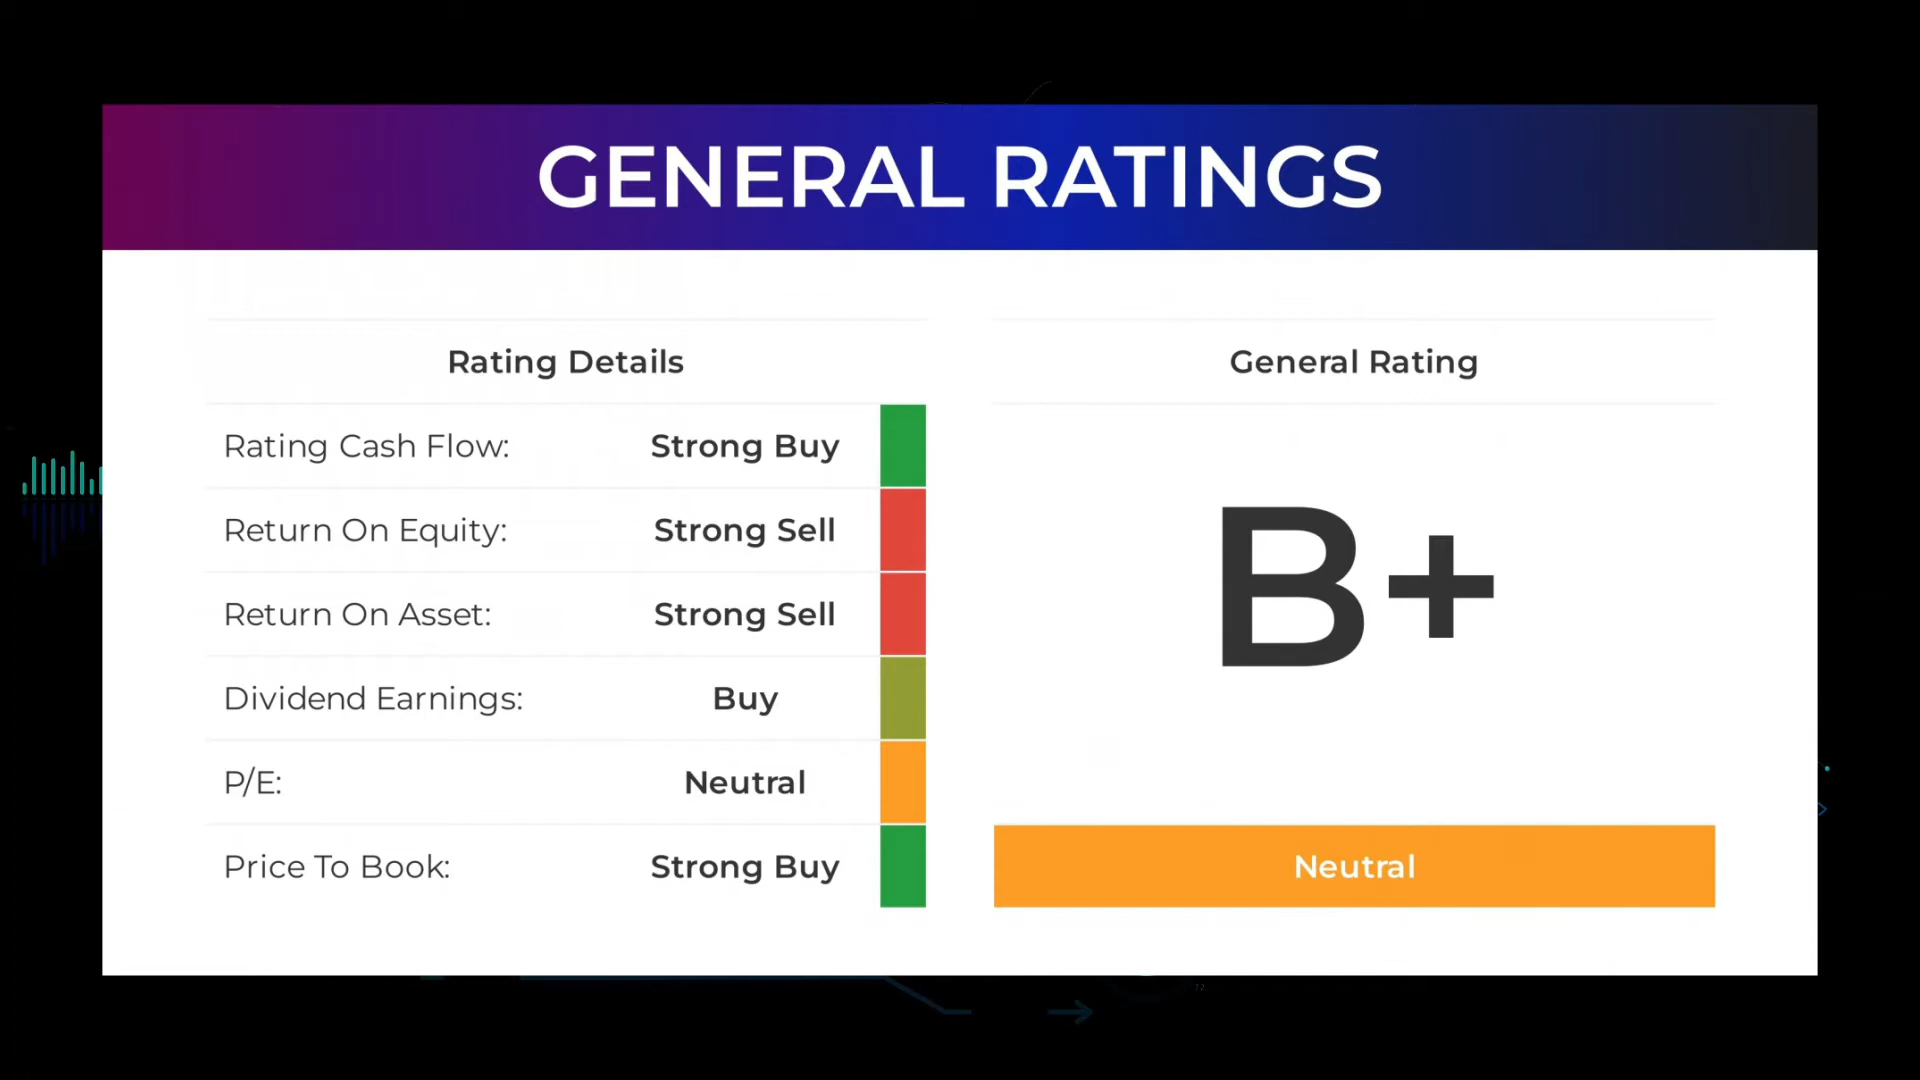 GENERAL RATINGS
Rating Details
Rating Cash Flow: Strong Buy
Return On Equity: Strong Sell
Return On Asset: Strong Sell
Dividend Earnings: Buy
P/E: Neutral
Price To Book: Strong Buy
General Rating
B+
Neutral
72